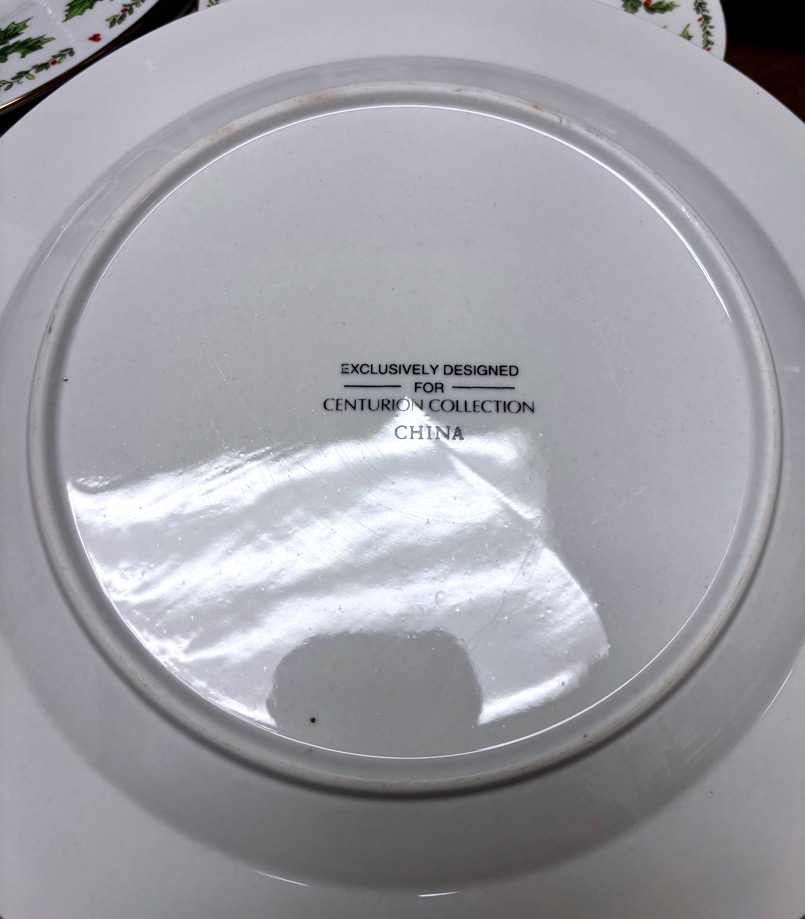 EXCLUSIVELY DESIGNED
FOR
CENTURION COLLECTION
CHINA